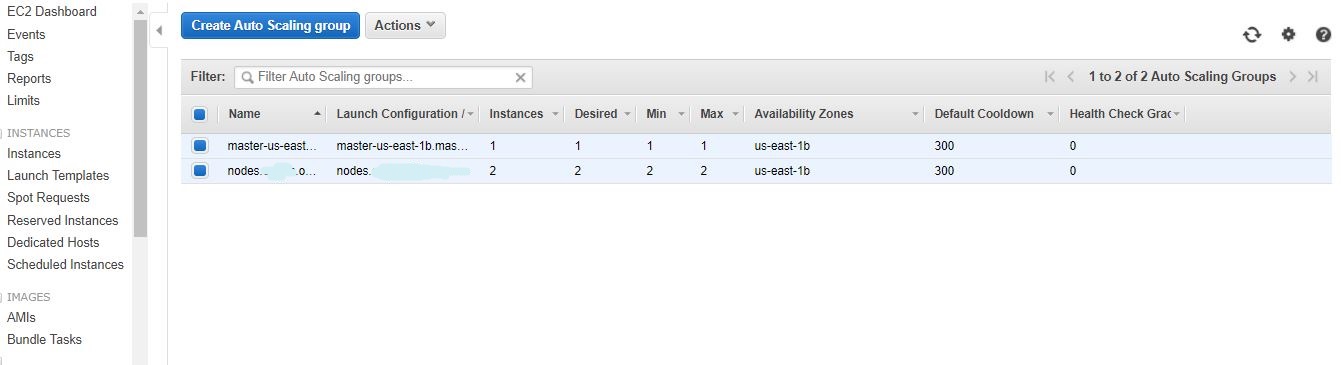 EC2 Dashboard
Events
Tags
Reports
Limits
INSTANCES
Instances
Launch Templates
Spot Requests
Reserved Instances
Dedicated Hosts
Scheduled Instances
IMAGES
AMIs
Bundle Tasks
Create Auto Scaling group Actions
Filter: Filter Auto Scaling groups... 1 to 2 of 2 Auto Scaling Groups
Name Launch Configuration / Instances Desired Min Max Availability Zones Default Cooldown Health Check Grac
master-us-east... master-us-east-1b.mas... 1 1 1 1 us-east-1b 300 0
nodes. .o... nodes. 2 2 2 2 us-east-1b 300 0